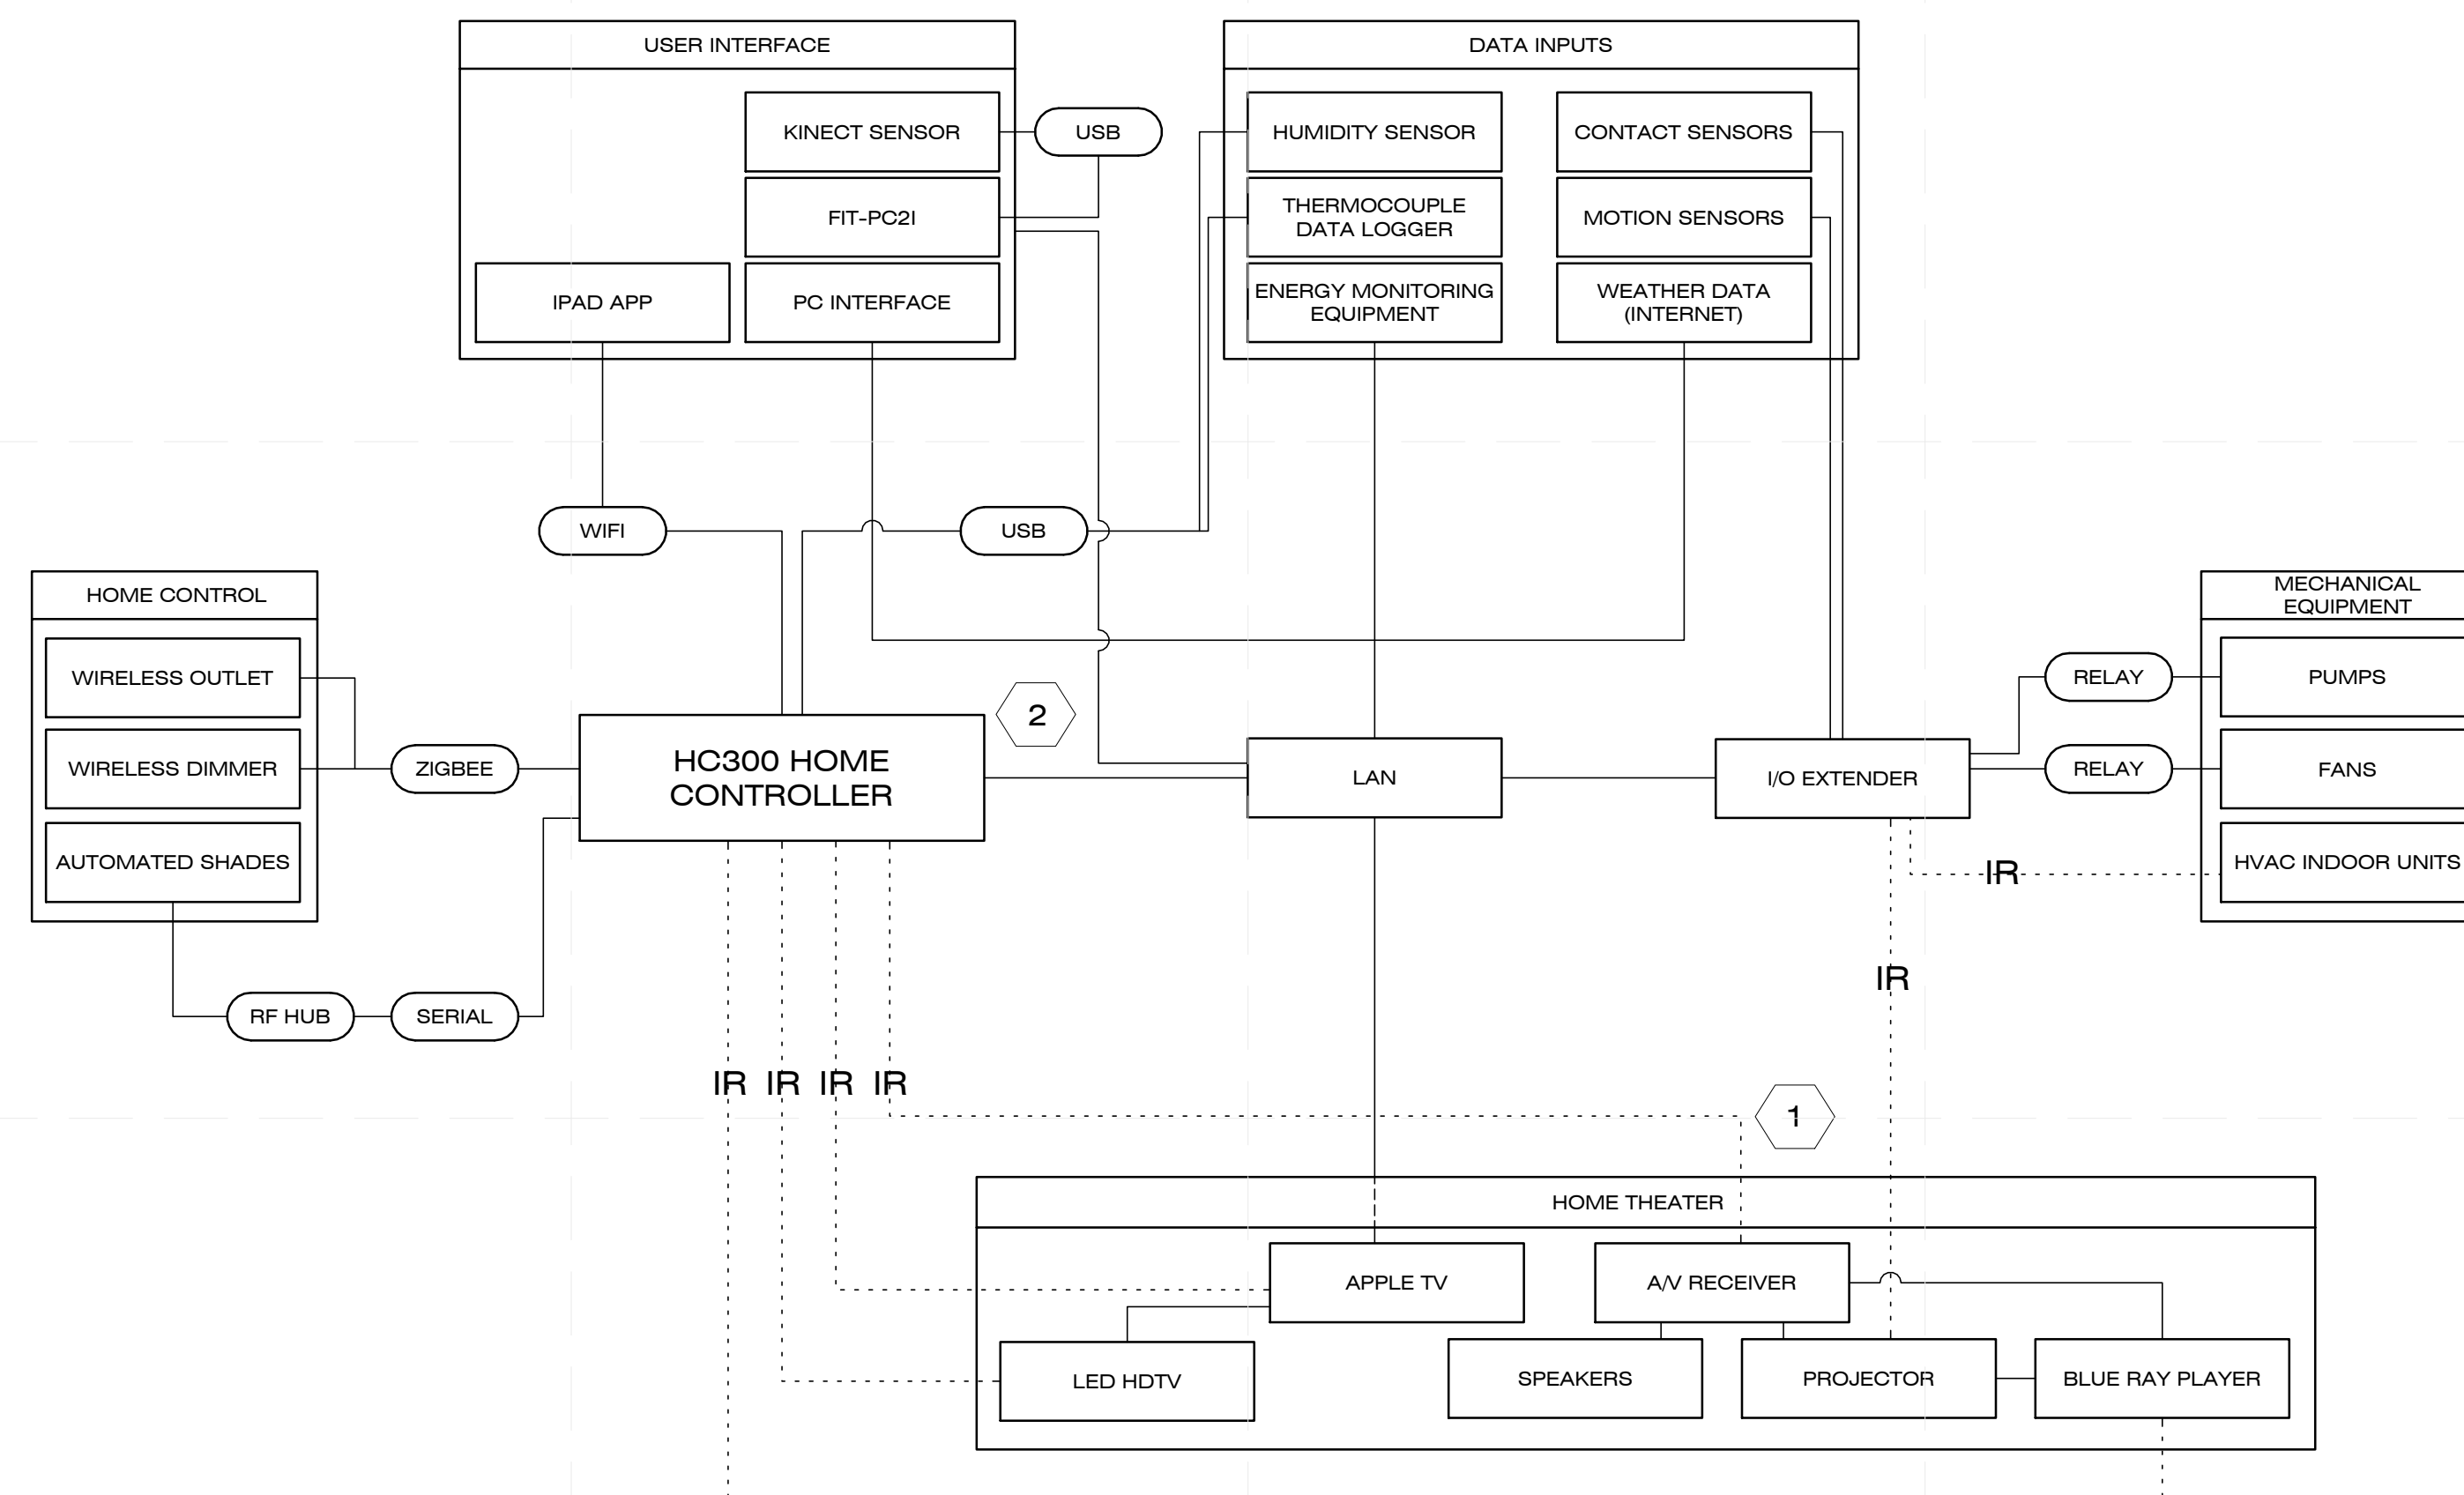 USER INTERFACE
KINECT SENSOR
USB
FIT-PC2I
IPAD APP
PC INTERFACE
DATA INPUTS
HUMIDITY SENSOR
CONTACT SENSORS
THERMOCOUPLE
DATA LOGGER
MOTION SENSORS
ENERGY MONITORING
EQUIPMENT
WEATHER DATA
(INTERNET)
WIFI
USB
HOME CONTROL
WIRELESS OUTLET
WIRELESS DIMMER
AUTOMATED SHADES
ZIGBEE
RF HUB
SERIAL
HC300 HOME
CONTROLLER
2
LAN
I/O EXTENDER
RELAY
RELAY
MECHANICAL
EQUIPMENT
PUMPS
FANS
HVAC INDOOR UNITS
IR
IR
IR
IR
IR
IR
1
HOME THEATER
APPLE TV
A/V RECEIVER
LED HDTV
SPEAKERS
PROJECTOR
BLUE RAY PLAYER